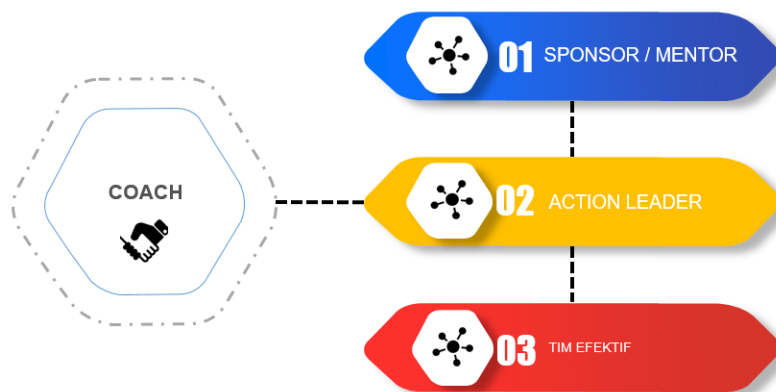 COACH
01 SPONSOR / MENTOR
02 ACTION LEADER
03 TIM EFEKTIF